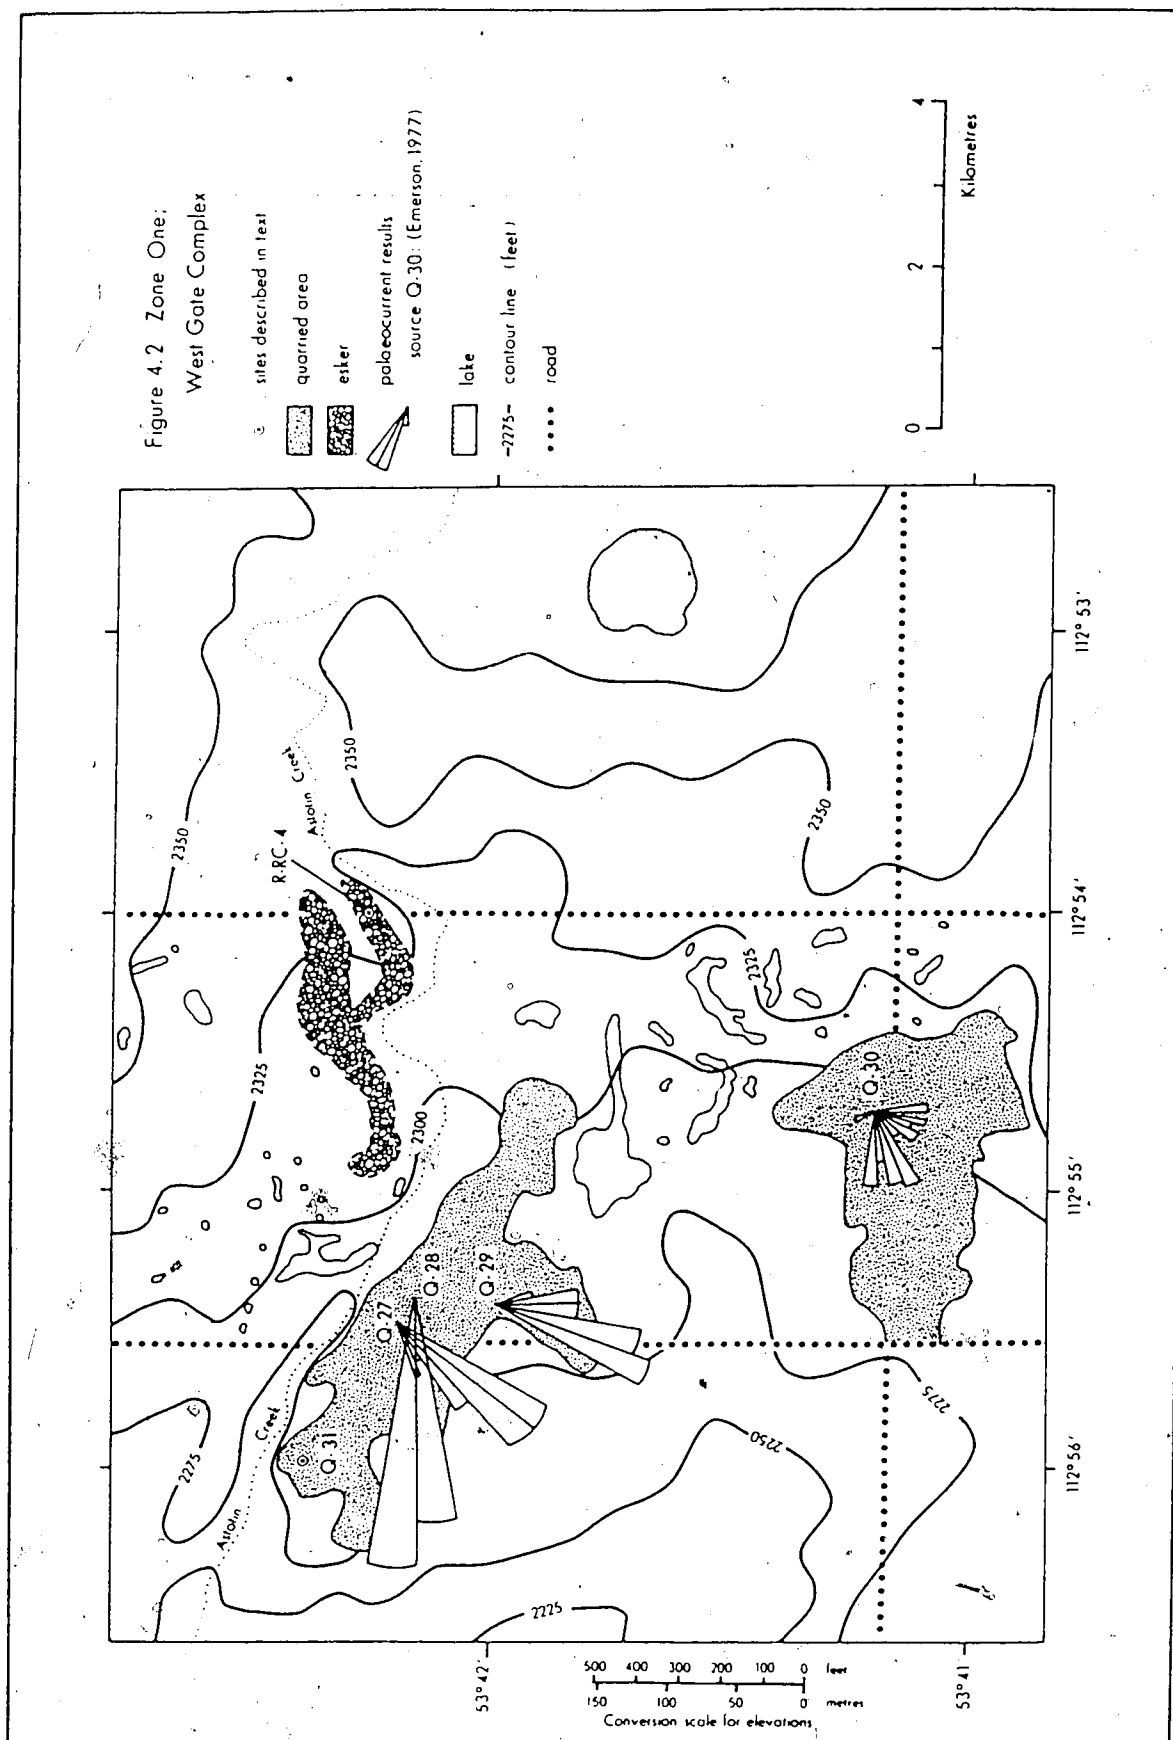 Figure 4.2 Zone One;
West Gate Complex
sites described in text
quarried area
esker
palaeocurrent results
source Q-30: (Emerson, 1977)
lake
-2275- contour line (feet)
road
0 2 4
Kilometres
2350
2325
2300
2275
Astotin Creek
Astotin Creek
R-RC-4
2350
2350
2325
2275
2250
2225
Q-31
Q-27
Q-28
Q-29
Q-30
112° 56'
112° 55'
112° 54'
112° 53'
53° 42'
53° 41'
500 400 300 200 100 0 feet
150 100 50 0 metres
Conversion scale for elevations